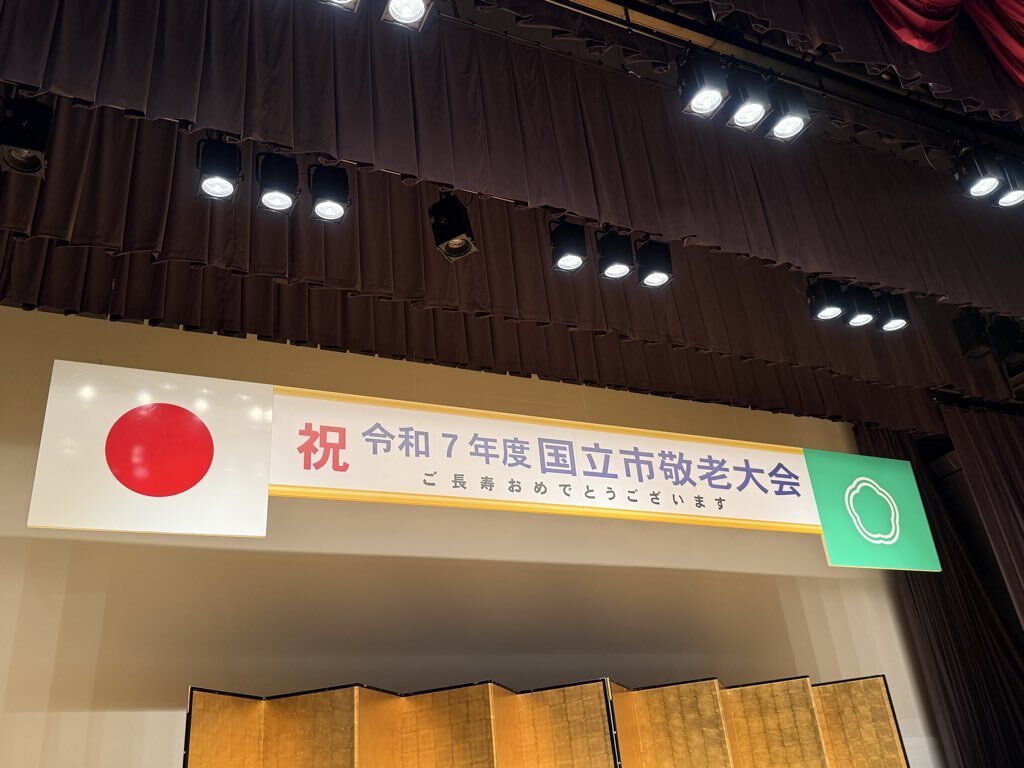 祝 令和7年度国立市敬老大会
ご長寿おめでとうございます